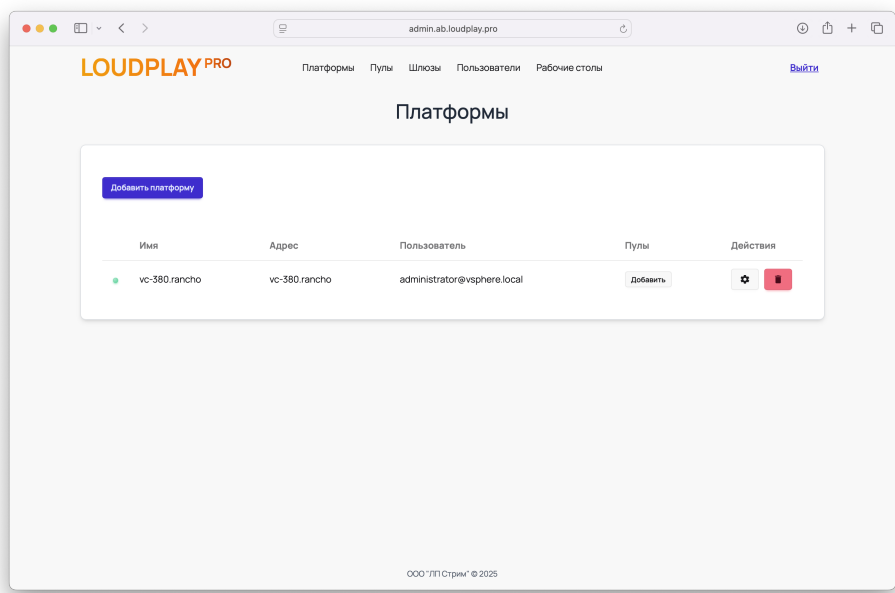 admin.ab.loudplay.pro
LOUDPLAY PRO
Платформы Пулы Шлюзы Пользователи Рабочие столы
Выйти
Платформы
Добавить платформу
Имя Адрес Пользователь Пулы Действия
vc-380.rancho vc-380.rancho administrator@vsphere.local Добавить
ООО "ЛП Стрим" © 2025